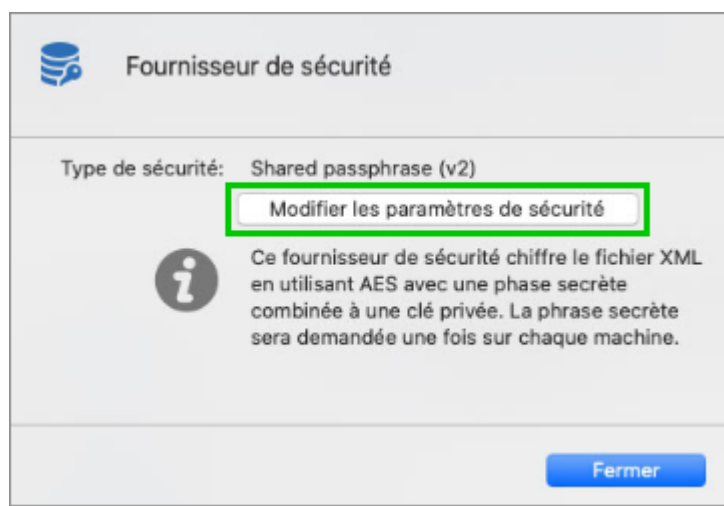 Fournisseur de sécurité
Type de sécurité: Shared passphrase (v2)
Modifier les paramètres de sécurité
Ce fournisseur de sécurité chiffre le fichier XML
en utilisant AES avec une phase secrète
combinée à une clé privée. La phrase secrète
sera demandée une fois sur chaque machine.
Fermer